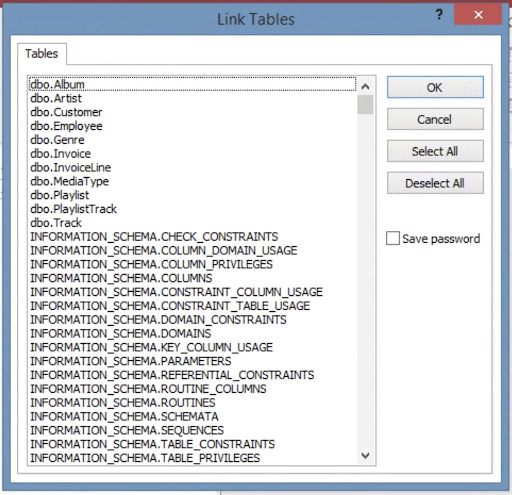 Link Tables
?
Tables
dbo.Album
dbo.Artist
dbo.Customer
dbo.Employee
dbo.Genre
dbo.Invoice
dbo.InvoiceLine
dbo.MediaType
dbo.Playlist
dbo.PlaylistTrack
dbo.Track
INFORMATION_SCHEMA.CHECK_CONSTRAINTS
INFORMATION_SCHEMA.COLUMN_DOMAIN_USAGE
INFORMATION_SCHEMA.COLUMN_PRIVILEGES
INFORMATION_SCHEMA.COLUMNS
INFORMATION_SCHEMA.CONSTRAINT_COLUMN_USAGE
INFORMATION_SCHEMA.CONSTRAINT_TABLE_USAGE
INFORMATION_SCHEMA.DOMAIN_CONSTRAINTS
INFORMATION_SCHEMA.DOMAINS
INFORMATION_SCHEMA.KEY_COLUMN_USAGE
INFORMATION_SCHEMA.PARAMETERS
INFORMATION_SCHEMA.REFERENTIAL_CONSTRAINTS
INFORMATION_SCHEMA.ROUTINE_COLUMNS
INFORMATION_SCHEMA.ROUTINES
INFORMATION_SCHEMA.SCHEMATA
INFORMATION_SCHEMA.SEQUENCES
INFORMATION_SCHEMA.TABLE_CONSTRAINTS
INFORMATION_SCHEMA.TABLE_PRIVILEGES
OK
Cancel
Select All
Deselect All
Save password